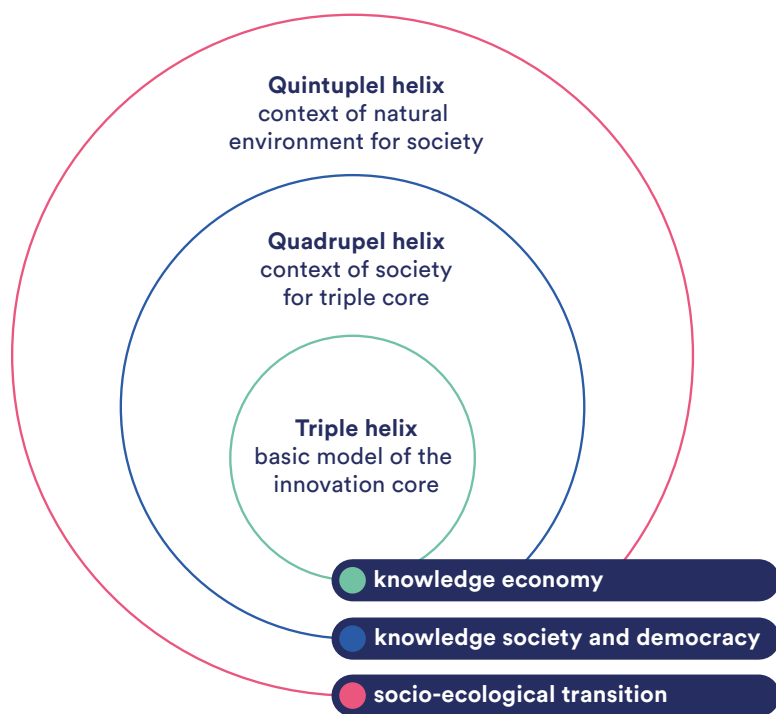 Quintuplel helix
context of natural
environment for society
Quadrupel helix
context of society
for triple core
Triple helix
basic model of the
innovation core
knowledge economy
knowledge society and democracy
socio-ecological transition